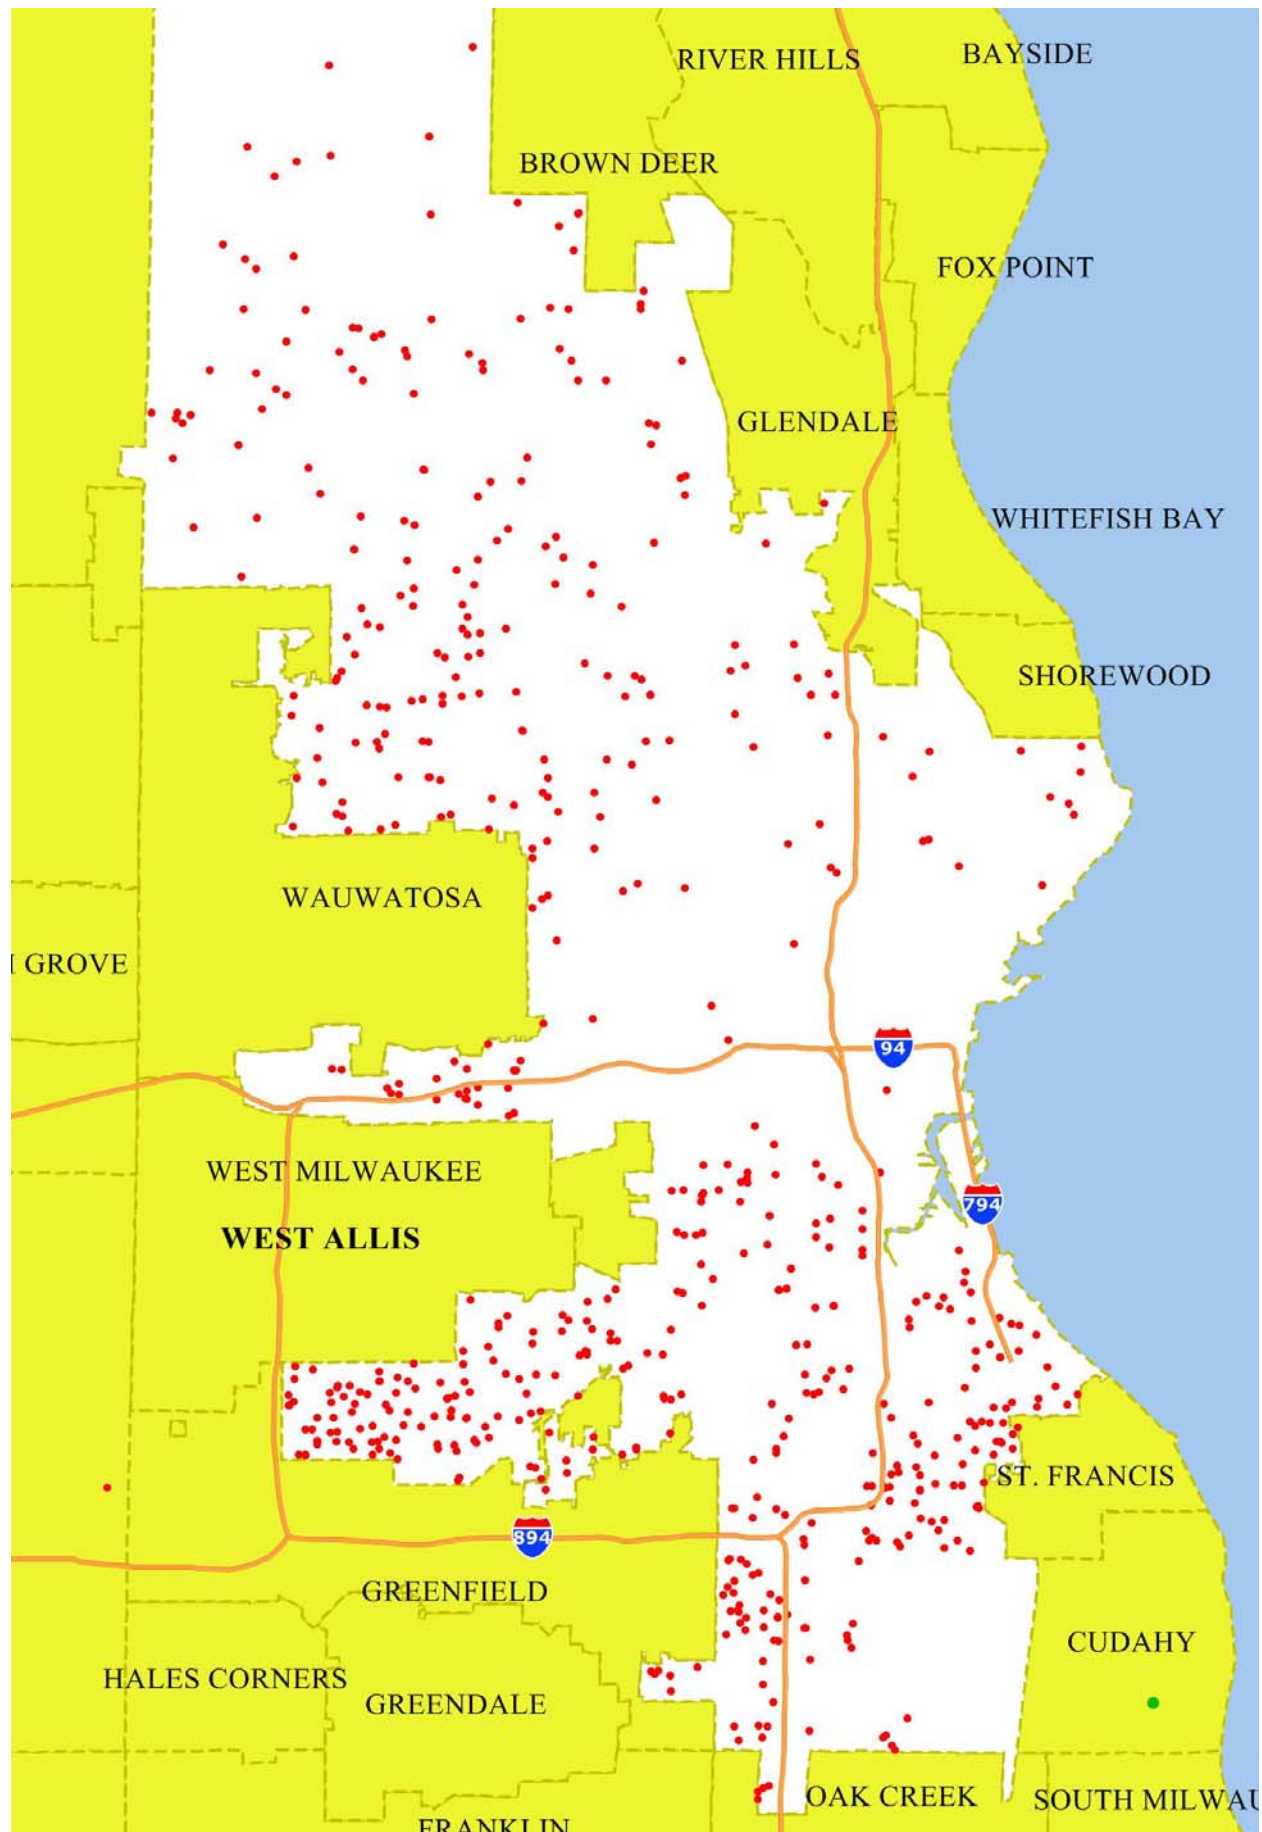 BAYSIDE
RIVER HILLS
BROWN DEER
FOX POINT
GLENDALE
WHITEFISH BAY
SHOREWOOD
WAUWATOSA
GROVE
94
WEST MILWAUKEE
794
WEST ALLIS
ST. FRANCIS
894
GREENFIELD
CUDAHY
HALES CORNERS
GREENDALE
OAK CREEK
SOUTH MILWAU
FRANKLIN